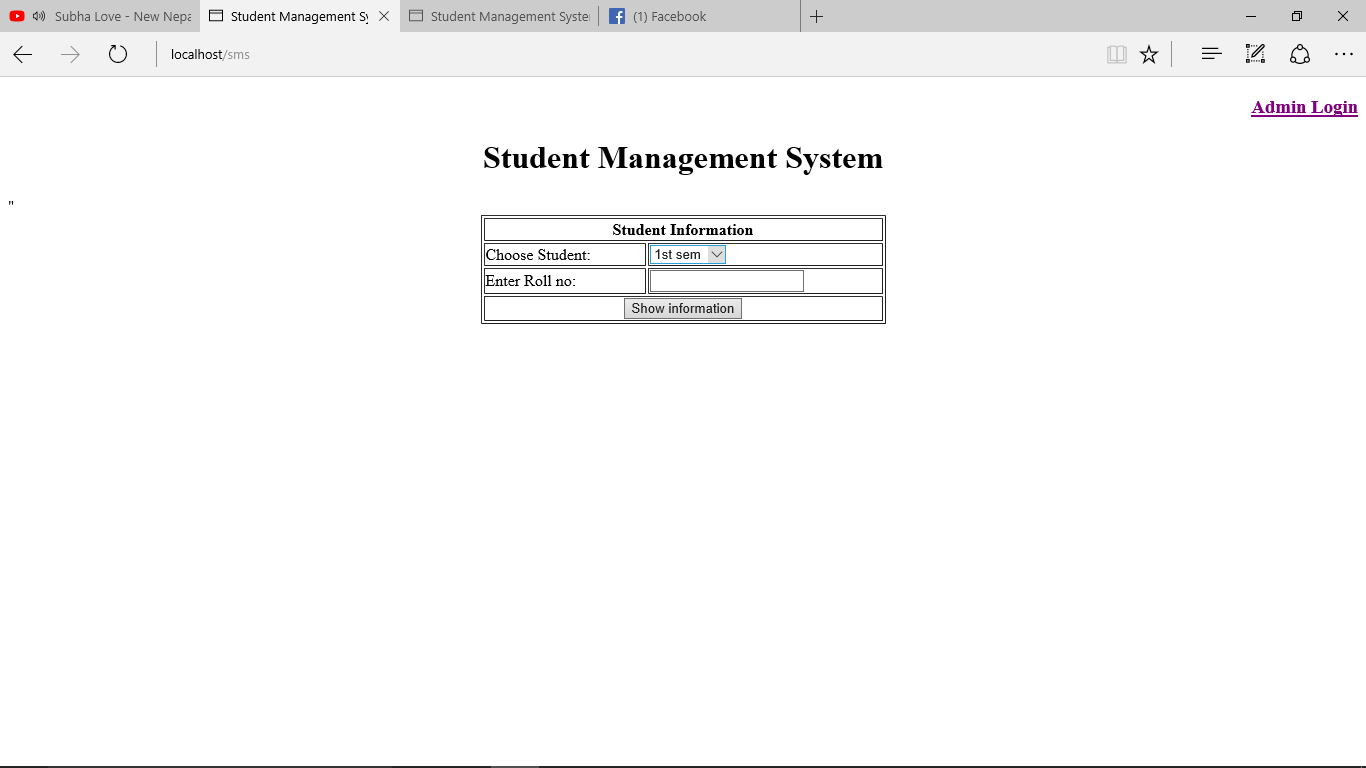 Subha Love - New Nepa
Student Management Sy
Student Management Syste
(1) Facebook
localhost/sms
Admin Login
Student Management System
"
Student Information
Choose Student: 1st sem
Enter Roll no:
Show information